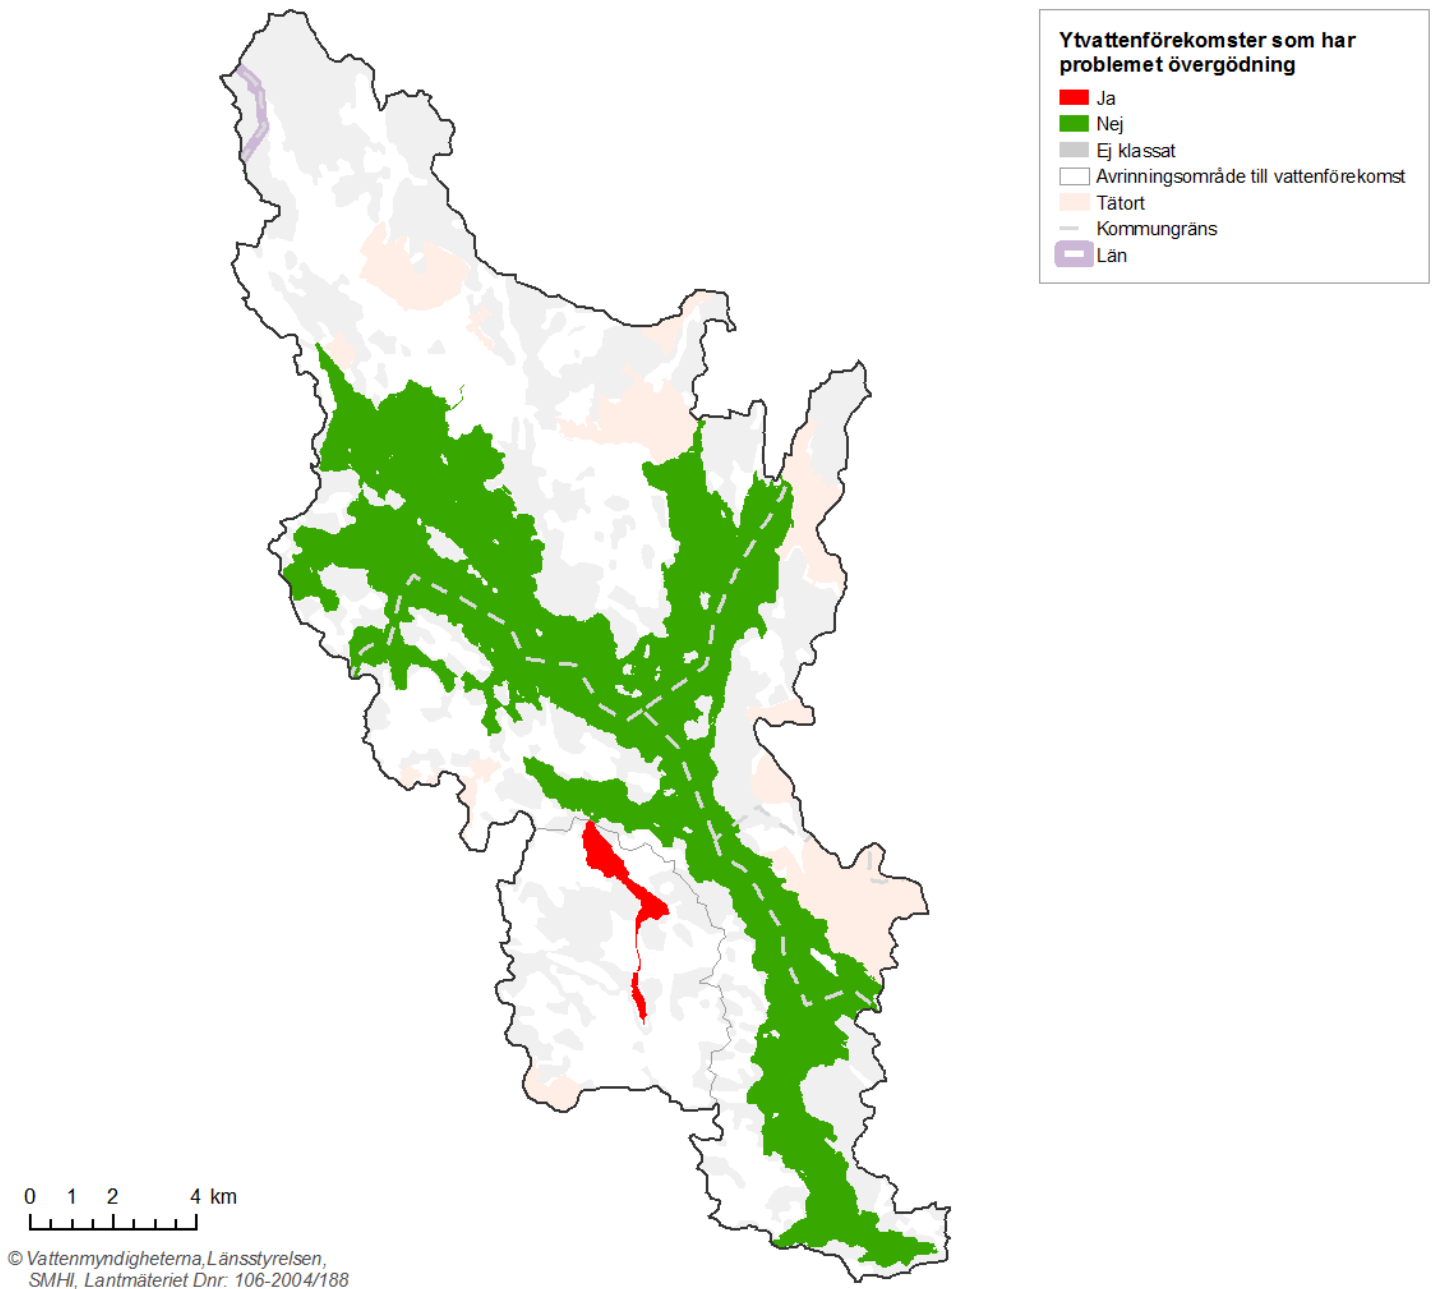 Ytvattenförekomster som har
problemet övergödning
Ja
Nej
Ej klassat
Avrinningsområde till vattenförekomst
Tätort
Kommungräns
Län
0 1 2 4 km
© Vattenmyndigheterna,Länsstyrelsen,
SMHI, Lantmäteriet Dnr: 106-2004/188